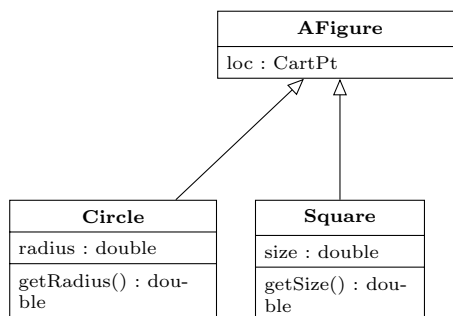 AFigure
loc : CartPt
Circle
radius : double
getRadius() : dou-
ble
Square
size : double
getSize() : dou-
ble